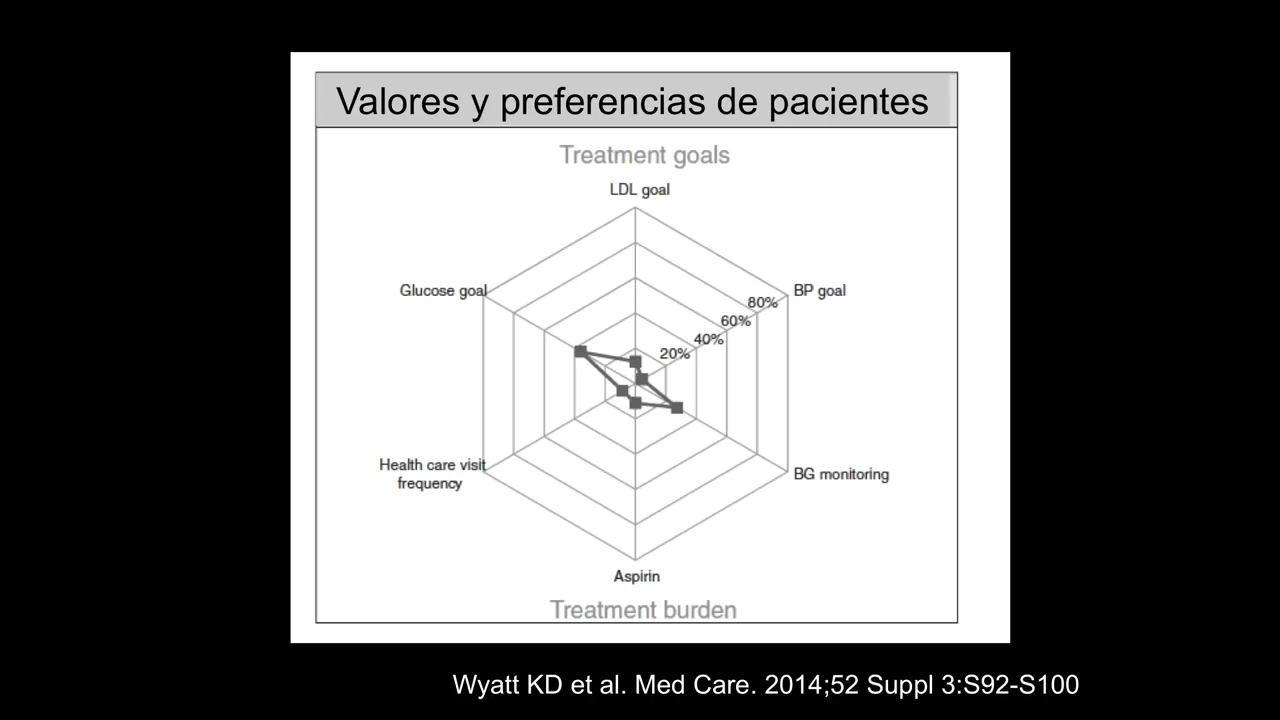 Valores y preferencias de pacientes
Treatment goals
LDL goal
Glucose goal
BP goal
80%
60%
40%
20%
Health care visit
frequency
BG monitoring
Aspirin
Treatment burden
Wyatt KD et al. Med Care. 2014;52 Suppl 3:S92-S100